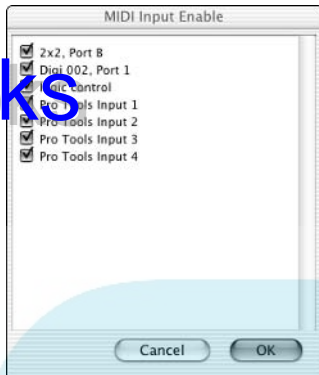 MIDI Input Enable
2x2, Port B
Digi 002, Port 1
Logic Control
Pro Tools Input 1
Pro Tools Input 2
Pro Tools Input 3
Pro Tools Input 4
ks
Cancel OK